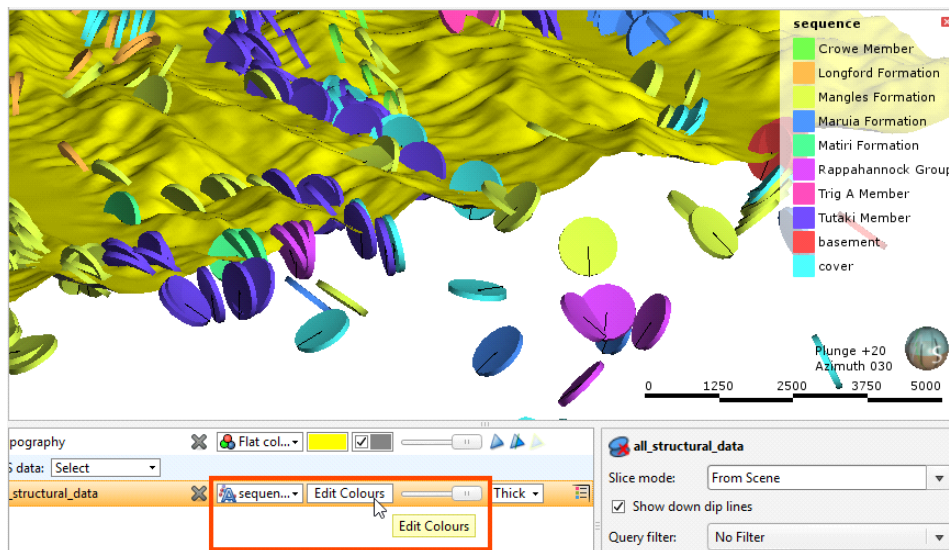 sequence
Crowe Member
Longford Formation
Mangles Formation
Maruia Formation
Matiri Formation
Rappahannock Group
Trig A Member
Tutaki Member
basement
cover
Plunge +20
Azimuth 030
0 1250 2500 3750 5000
pography Flat col...
S data: Select
_structural_data sequen... Edit Colours Thick
Edit Colours
all_structural_data
Slice mode: From Scene
Show down dip lines
Query filter: No Filter